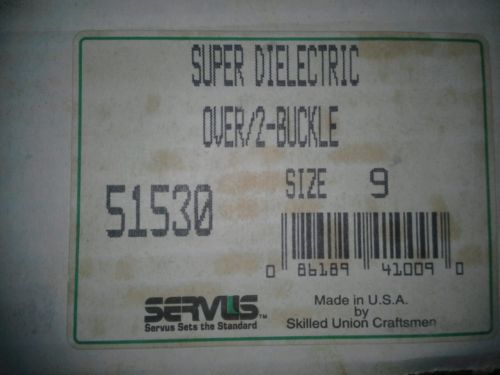 SUPER DIELECTRIC
OVER/2-BUCKLE
51530 SIZE 9
0 86189 41009 0
SERVUS™
Servus Sets the Standard
Made in U.S.A.
by
Skilled Union Craftsmen